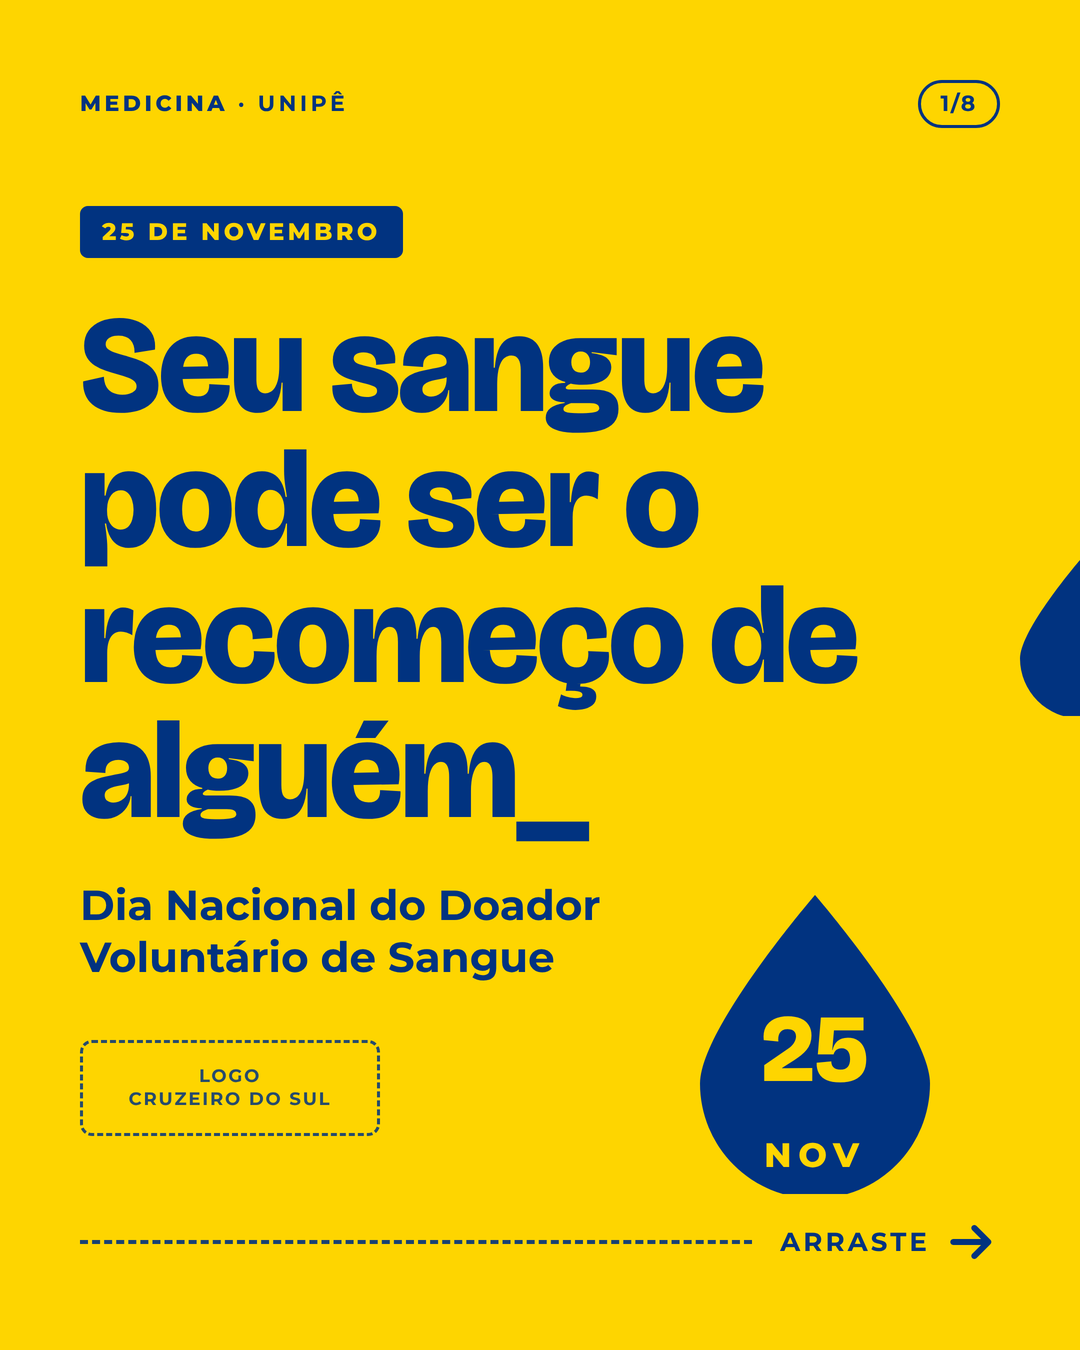 MEDICINA · UNIPÊ
1/8
25 DE NOVEMBRO
Seu sangue
pode ser o
recomeço de
alguém_
Dia Nacional do Doador
Voluntário de Sangue
LOGO
CRUZEIRO DO SUL
25
NOV
ARRASTE